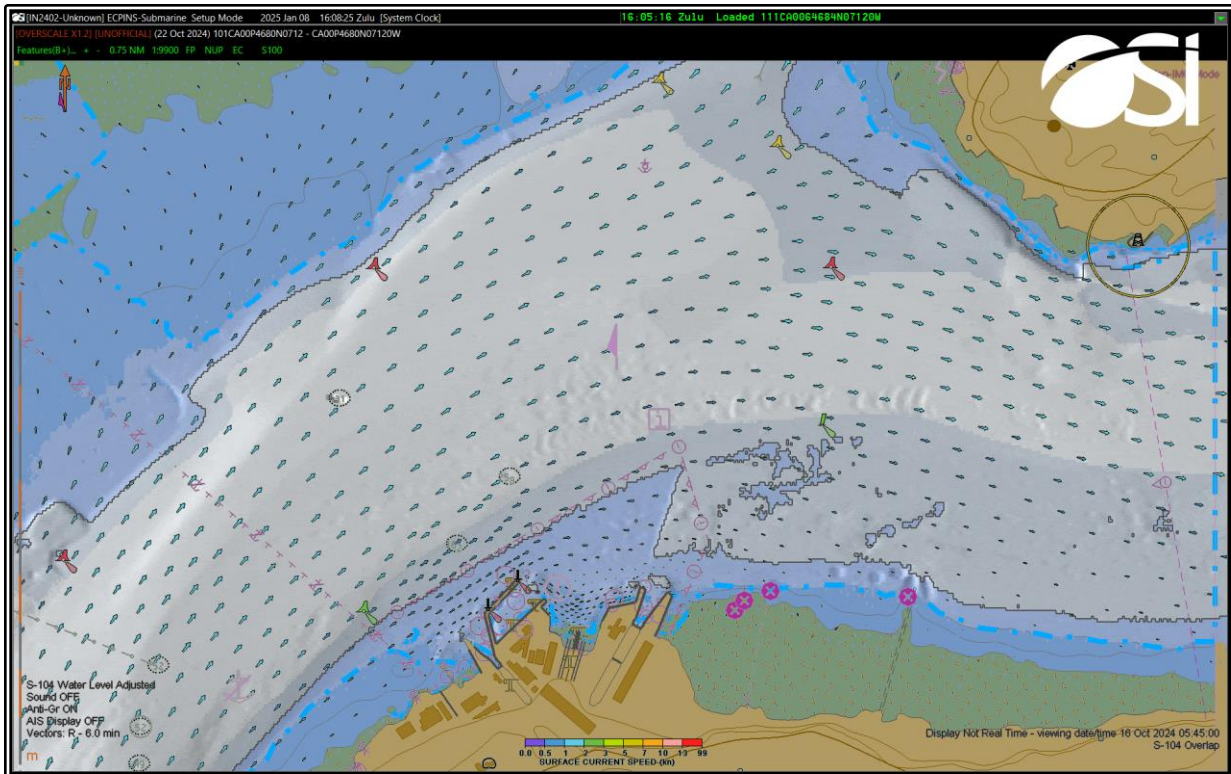 OSI [IN2402-Unknown] ECPINS-Submarine Setup Mode 2025 Jan 08 16:08:25 Zulu [System Clock]
16:05:16 Zulu Loaded 111CA0064684N07120W
[OVERSCALE X1.2] [UNOFFICIAL] (22 Oct 2024) 101CA00P4680N0712 - CA00P4680N07120W
Features(B+)... + - 0.75 NM 1:9900 FP NUP EC S100
OSI
Mode
S-104 Water Level Adjusted
Sound OFF
Anti-Gr ON
AIS Display OFF
Vectors: R - 6.0 min
m
Display Not Real Time - viewing date/time 16 Oct 2024 05:45:00
S-104 Overlap
0.0 0.5 1 2 3 5 7 10 13 99
SURFACE CURRENT SPEED (kn)